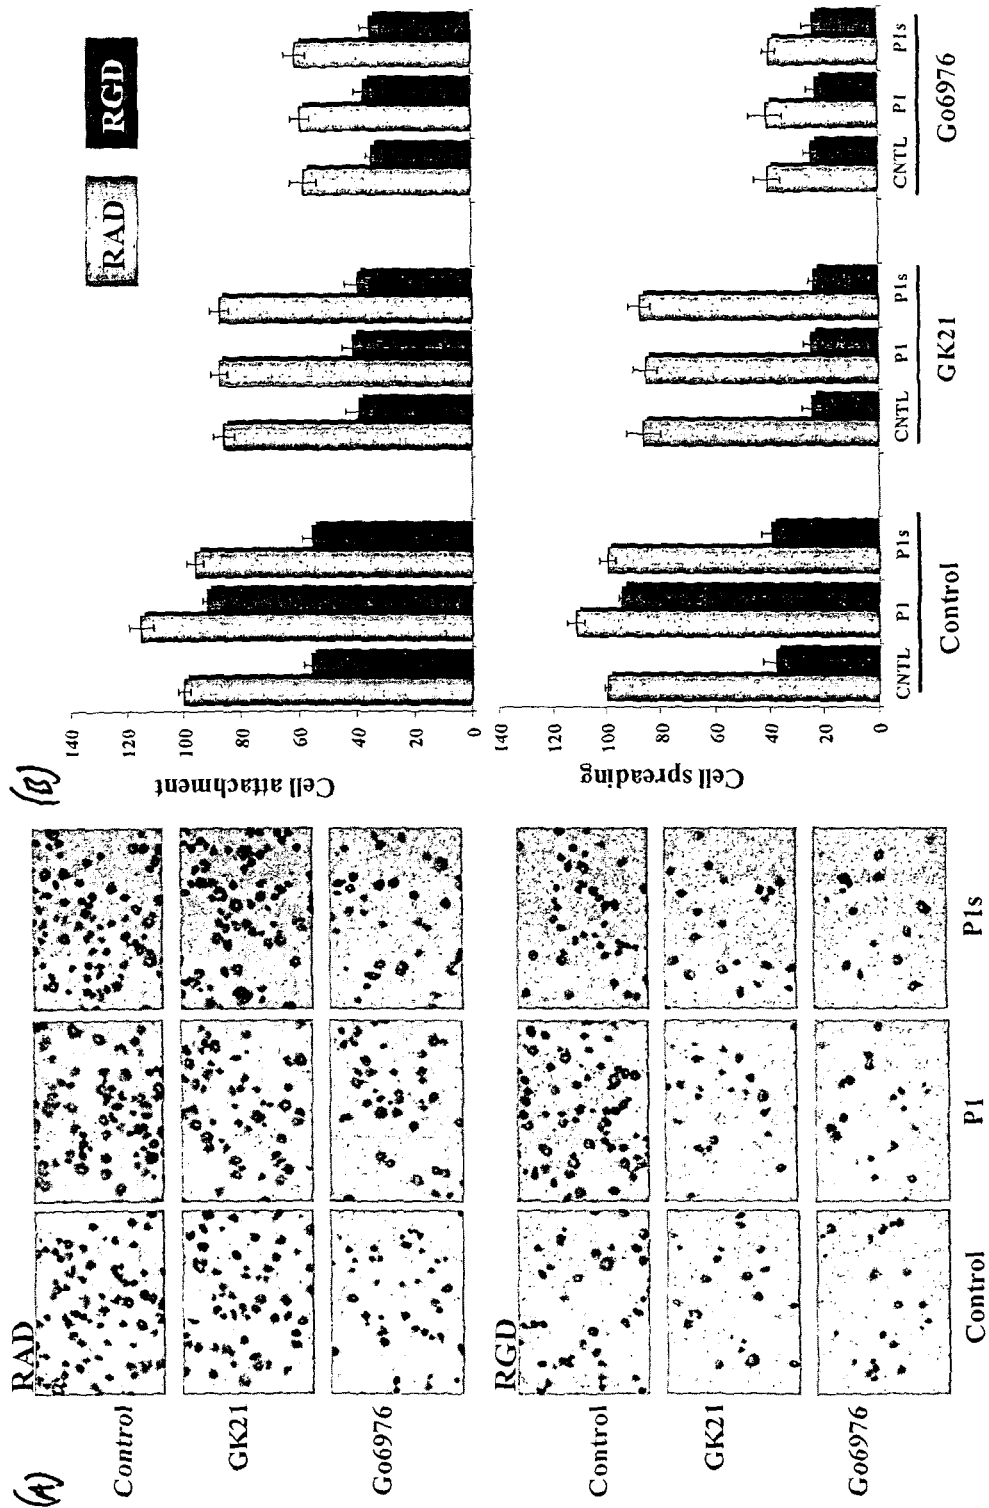 (A)
RAD
Control
GK21
Go6976
RGD
Control
GK21
Go6976
Control
P1
P1s
(B)
RAD
RGD
Cell attachment
140
120
100
80
60
40
20
0
Cell spreading
140
120
100
80
60
40
20
0
CNTL
P1
P1s
CNTL
P1
P1s
CNTL
P1
P1s
Control
GK21
Go6976